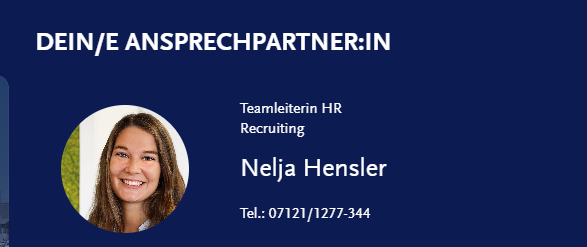 DEIN/E ANSPRECHPARTNER:IN
Teamleiterin HR
Recruiting
Nelja Hensler
Tel.: 07121/1277-344